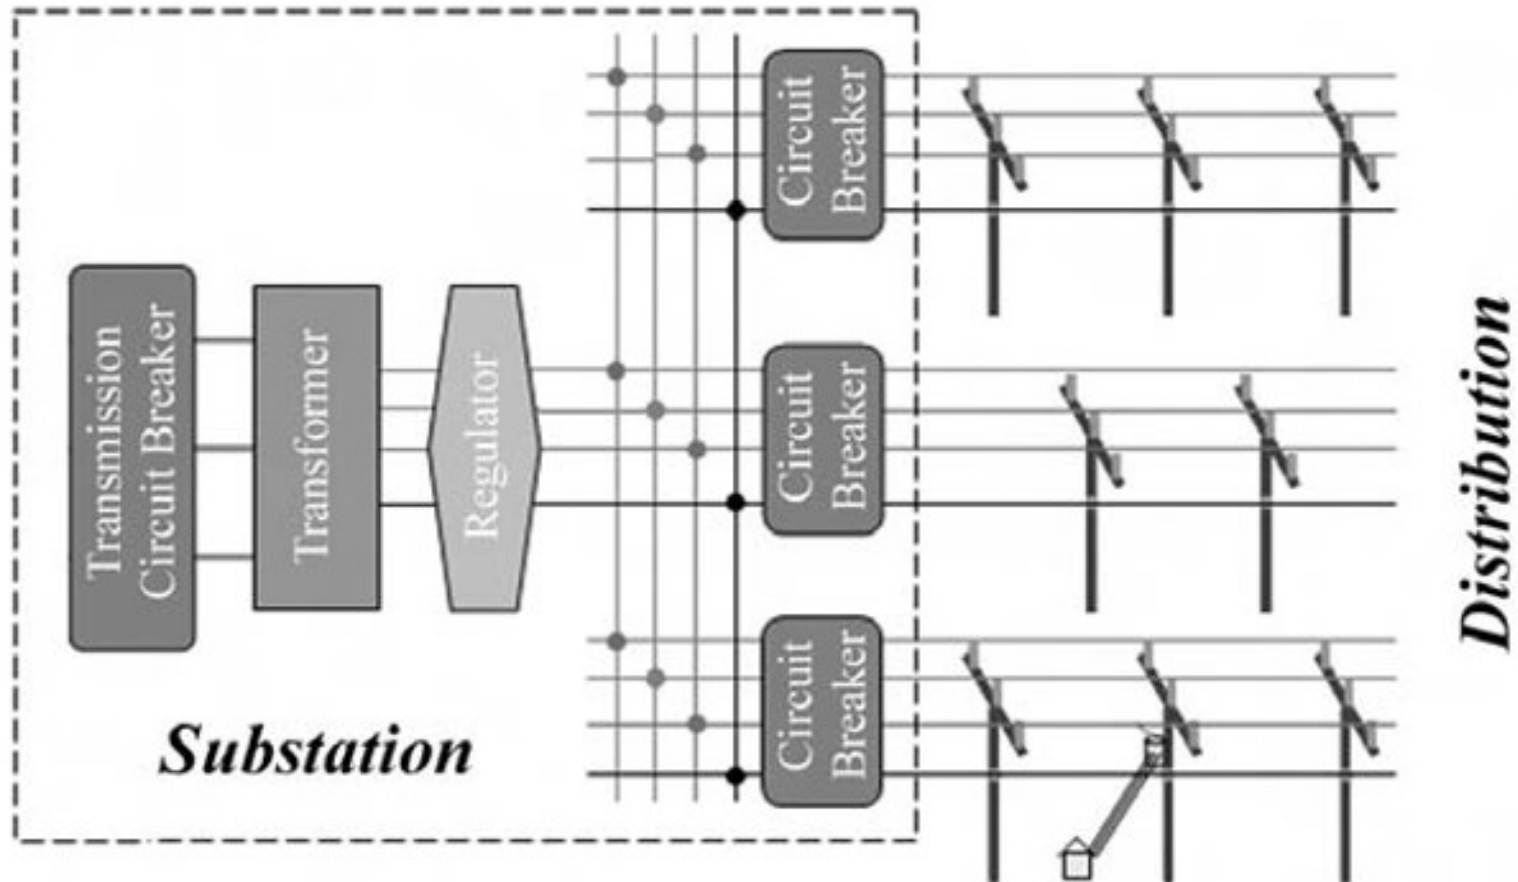 Transmission
Circuit Breaker
Transformer
Regulator
Circuit
Breaker
Circuit
Breaker
Circuit
Breaker
Substation
Distribution